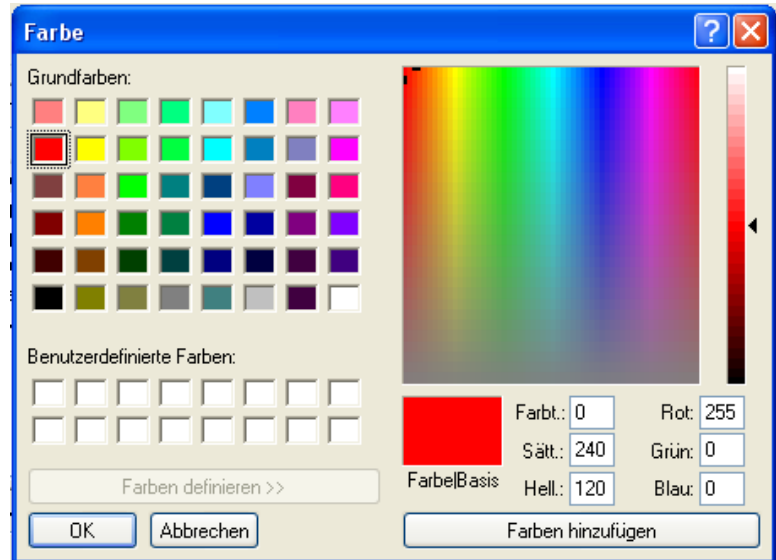 Farbe
Grundfarben:
Benutzerdefinierte Farben:
Farben definieren >>
OK Abbrechen
Farbe|Basis
Farbt.: 0 Rot: 255
Sätt.: 240 Grün: 0
Hell.: 120 Blau: 0
Farben hinzufügen